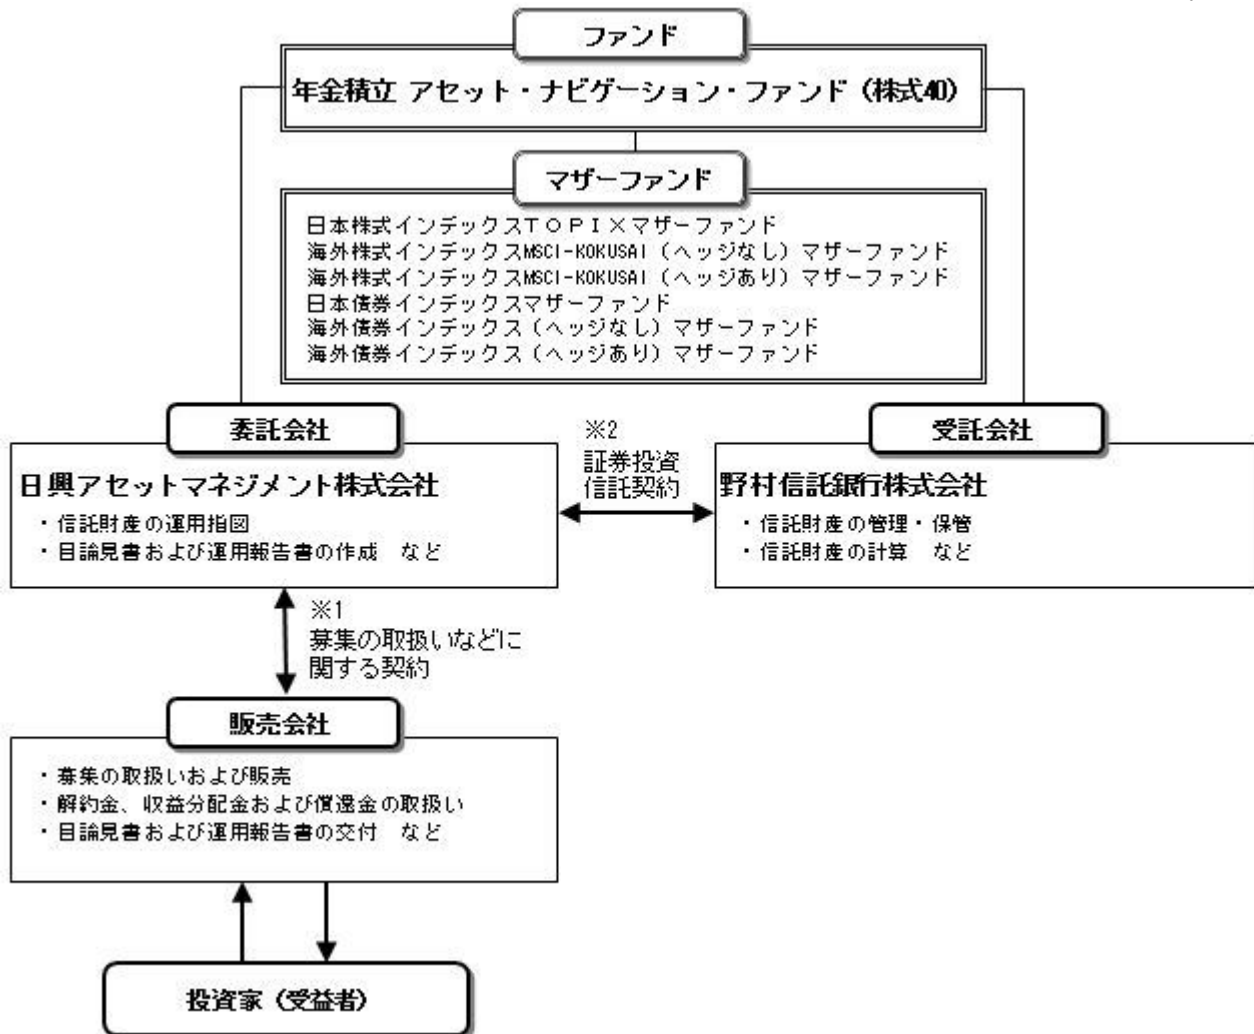 ファンド
年金積立 アセット・ナビゲーション・ファンド（株式40）
マザーファンド
日本株式インデックスＴＯＰＩＸマザーファンド
海外株式インデックスMSCI-KOKUSAI（ヘッジなし）マザーファンド
海外株式インデックスMSCI-KOKUSAI（ヘッジあり）マザーファンド
日本債券インデックスマザーファンド
海外債券インデックス（ヘッジなし）マザーファンド
海外債券インデックス（ヘッジあり）マザーファンド
委託会社
日興アセットマネジメント株式会社
・信託財産の運用指図
・目論見書および運用報告書の作成　など
※2
証券投資
信託契約
受託会社
野村信託銀行株式会社
・信託財産の管理・保管
・信託財産の計算　など
※1
募集の取扱いなどに
関する契約
販売会社
・募集の取扱いおよび販売
・解約金、収益分配金および償還金の取扱い
・目論見書および運用報告書の交付　など
投資家（受益者）